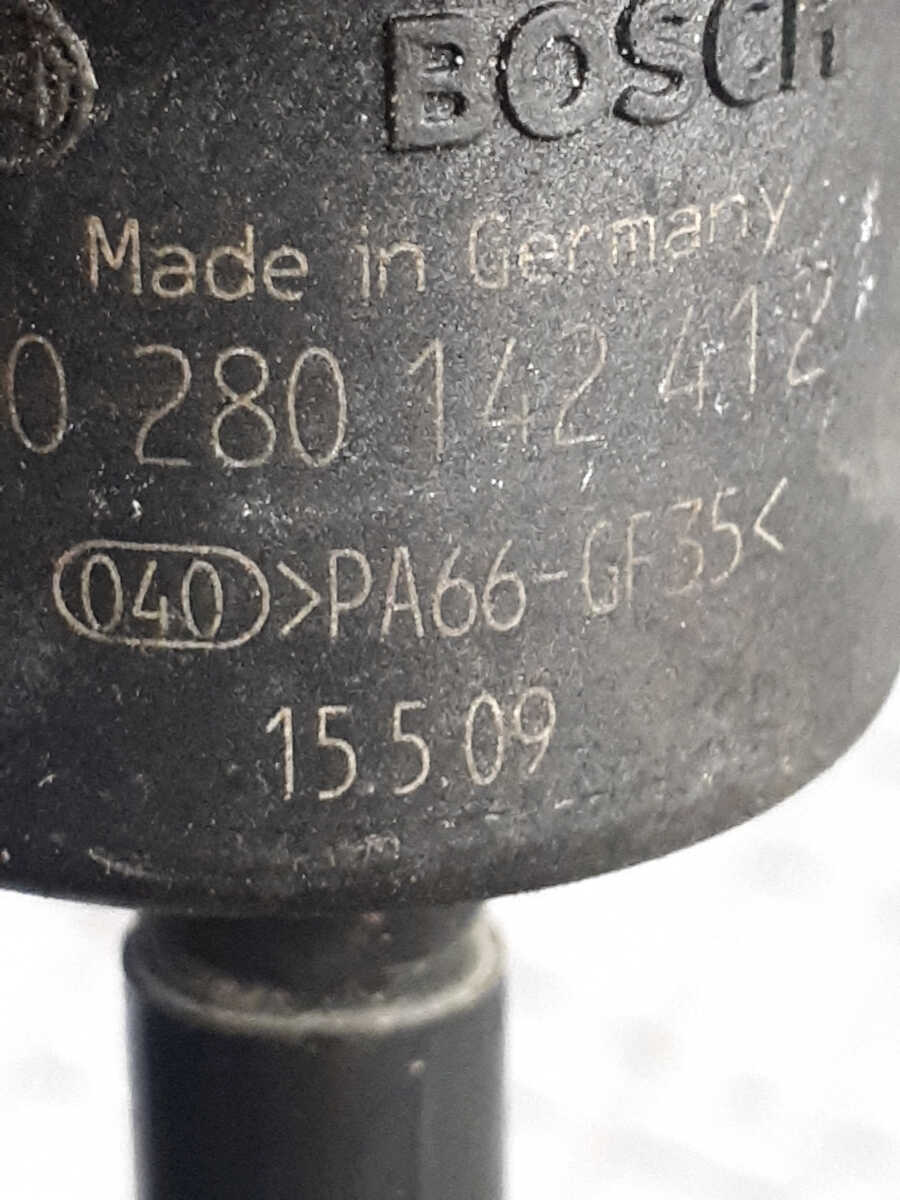 BOSCH
Made in Germany
0 280 142 412
040 >PA66-GF35<
15.5.09